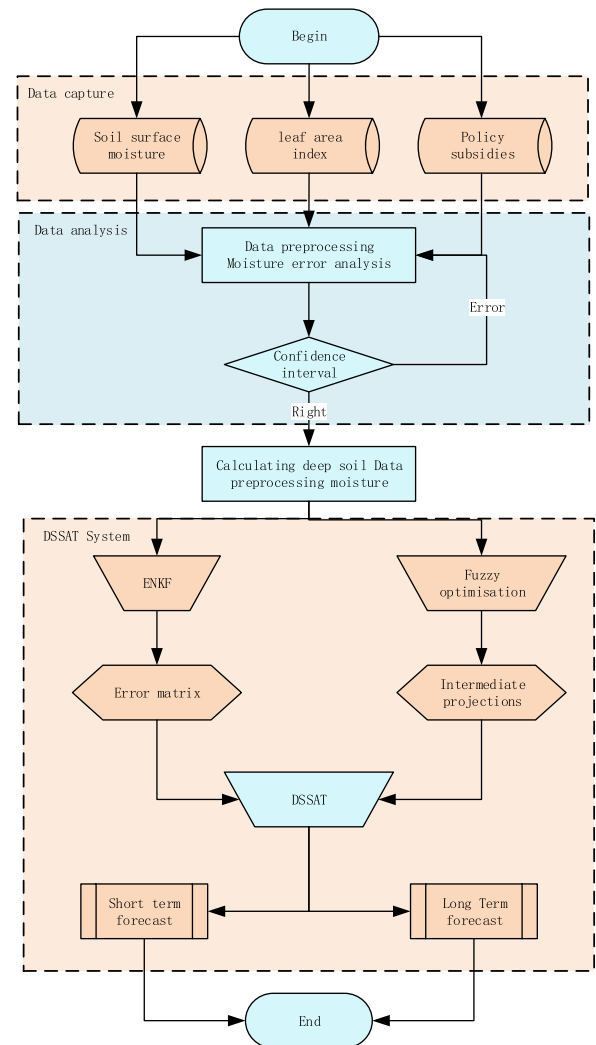 Begin
Data capture
Soil surface
moisture
leaf area
index
Policy
subsidies
Data analysis
Data preprocessing
Moisture error analysis
Error
Confidence
interval
Right
Calculating deep soil Data
preprocessing moisture
DSSAT System
ENKF
Fuzzy
optimisation
Error matrix
Intermediate
projections
DSSAT
Short term
forecast
Long Term
forecast
End